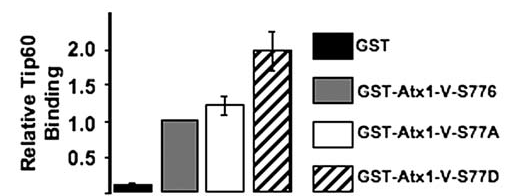 Relative Tip60
Binding
2.0
1.5
1.0
0.5
GST
GST-Atx1-V-S776
GST-Atx1-V-S77A
GST-Atx1-V-S77D